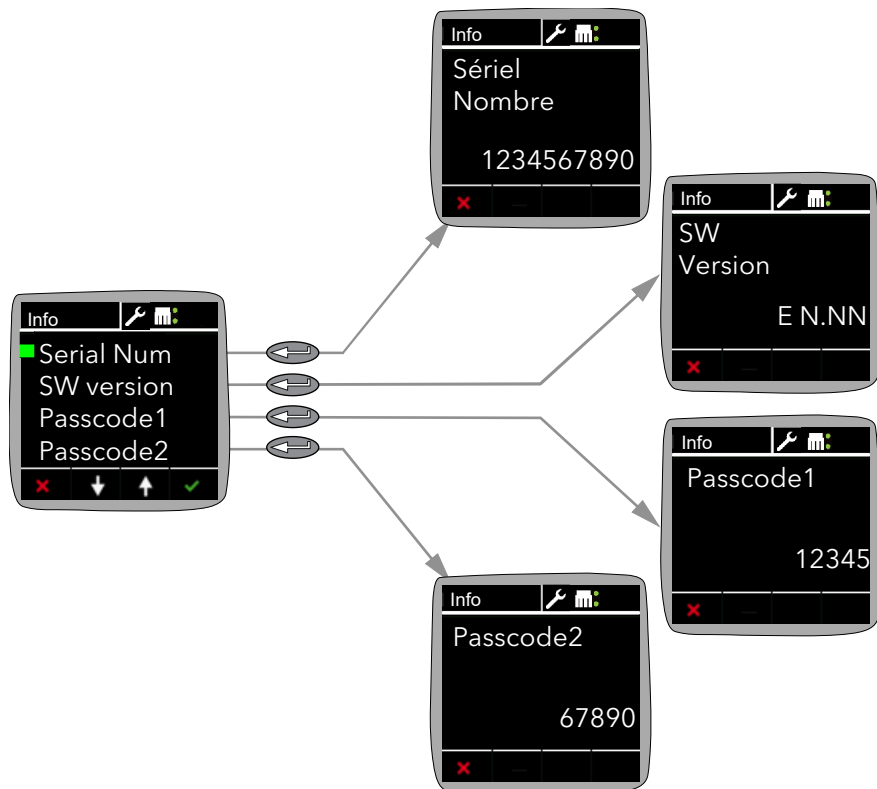 Info
Sériel
Nombre
1234567890
Info
SW
Version
E N.NN
Info
Serial Num
SW version
Passcode1
Passcode2
Info
Passcode1
12345
Info
Passcode2
67890